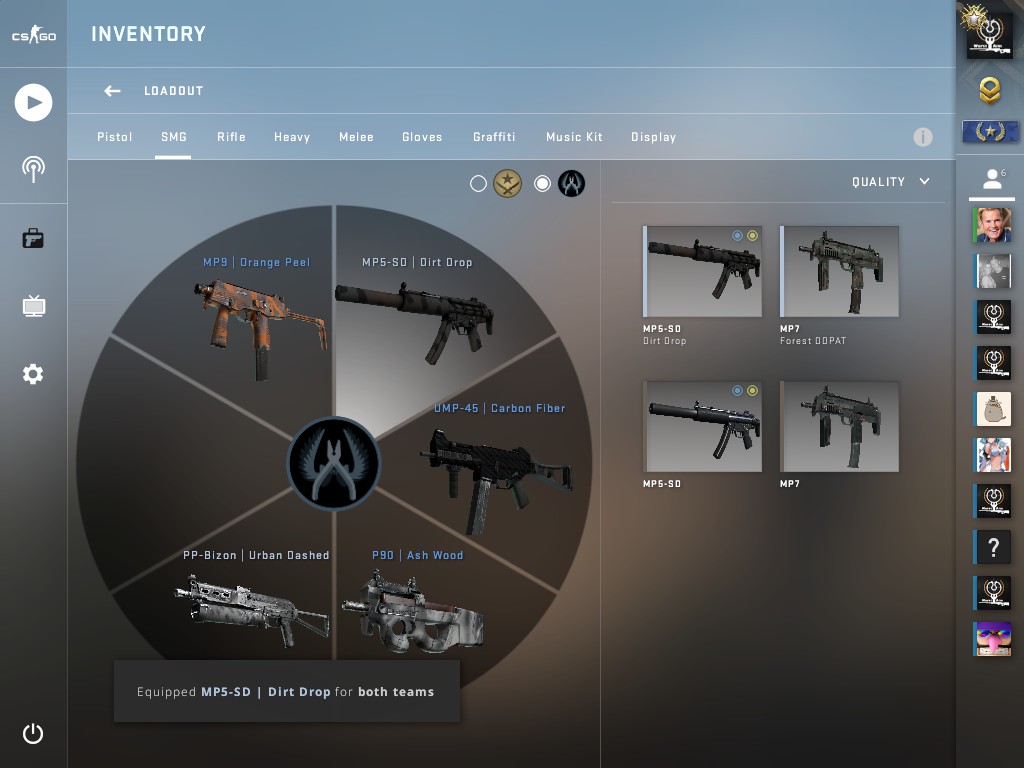 CS GO
INVENTORY
LOADOUT
Pistol SMG Rifle Heavy Melee Gloves Graffiti Music Kit Display
QUALITY
6
MP9 | Orange Peel
MP5-SD | Dirt Drop
UMP-45 | Carbon Fiber
PP-Bizon | Urban Dashed
P90 | Ash Wood
MP5-SD
Dirt Drop
MP7
Forest DDPAT
MP5-SD
MP7
Equipped MP5-SD | Dirt Drop for both teams
?